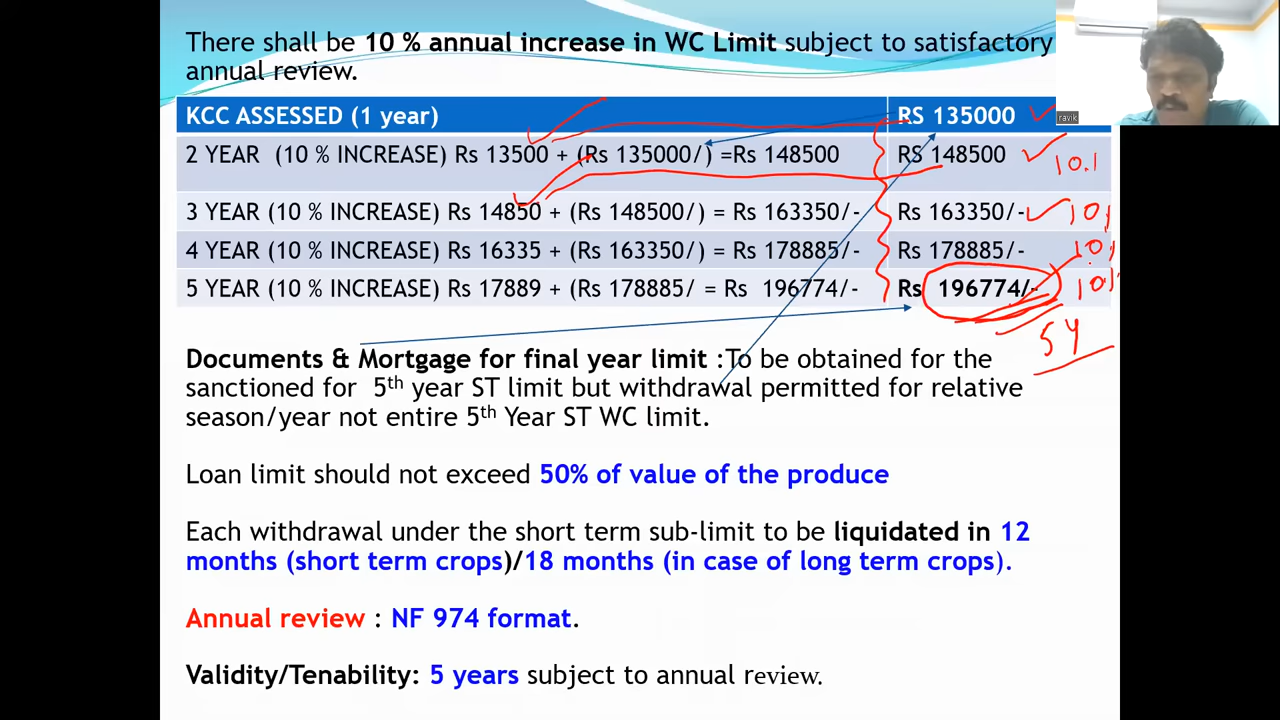 There shall be 10 % annual increase in WC Limit subject to satisfactory
annual review.
KCC ASSESSED (1 year) RS 135000
ravik
2 YEAR (10 % INCREASE) Rs 13500 + (Rs 135000/) =Rs 148500 RS 148500
10.1
3 YEAR (10 % INCREASE) Rs 14850 + (Rs 148500/) = Rs 163350/- Rs 163350/-
4 YEAR (10 % INCREASE) Rs 16335 + (Rs 163350/) = Rs 178885/- Rs 178885/-
5 YEAR (10 % INCREASE) Rs 17889 + (Rs 178885/ = Rs 196774/- Rs 196774/-
5 Y
Documents & Mortgage for final year limit :To be obtained for the
sanctioned for 5th year ST limit but withdrawal permitted for relative
season/year not entire 5th Year ST WC limit.
Loan limit should not exceed 50% of value of the produce
Each withdrawal under the short term sub-limit to be liquidated in 12
months (short term crops)/18 months (in case of long term crops).
Annual review : NF 974 format.
Validity/Tenability: 5 years subject to annual review.